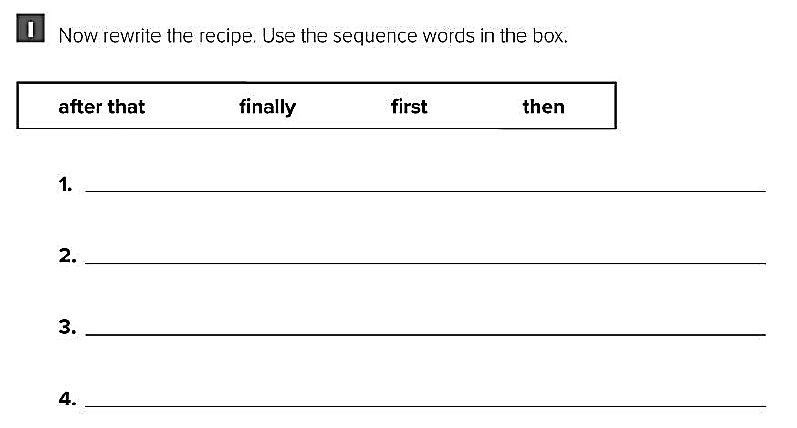 I Now rewrite the recipe. Use the sequence words in the box.
after that finally first then
1.
2.
3.
4.